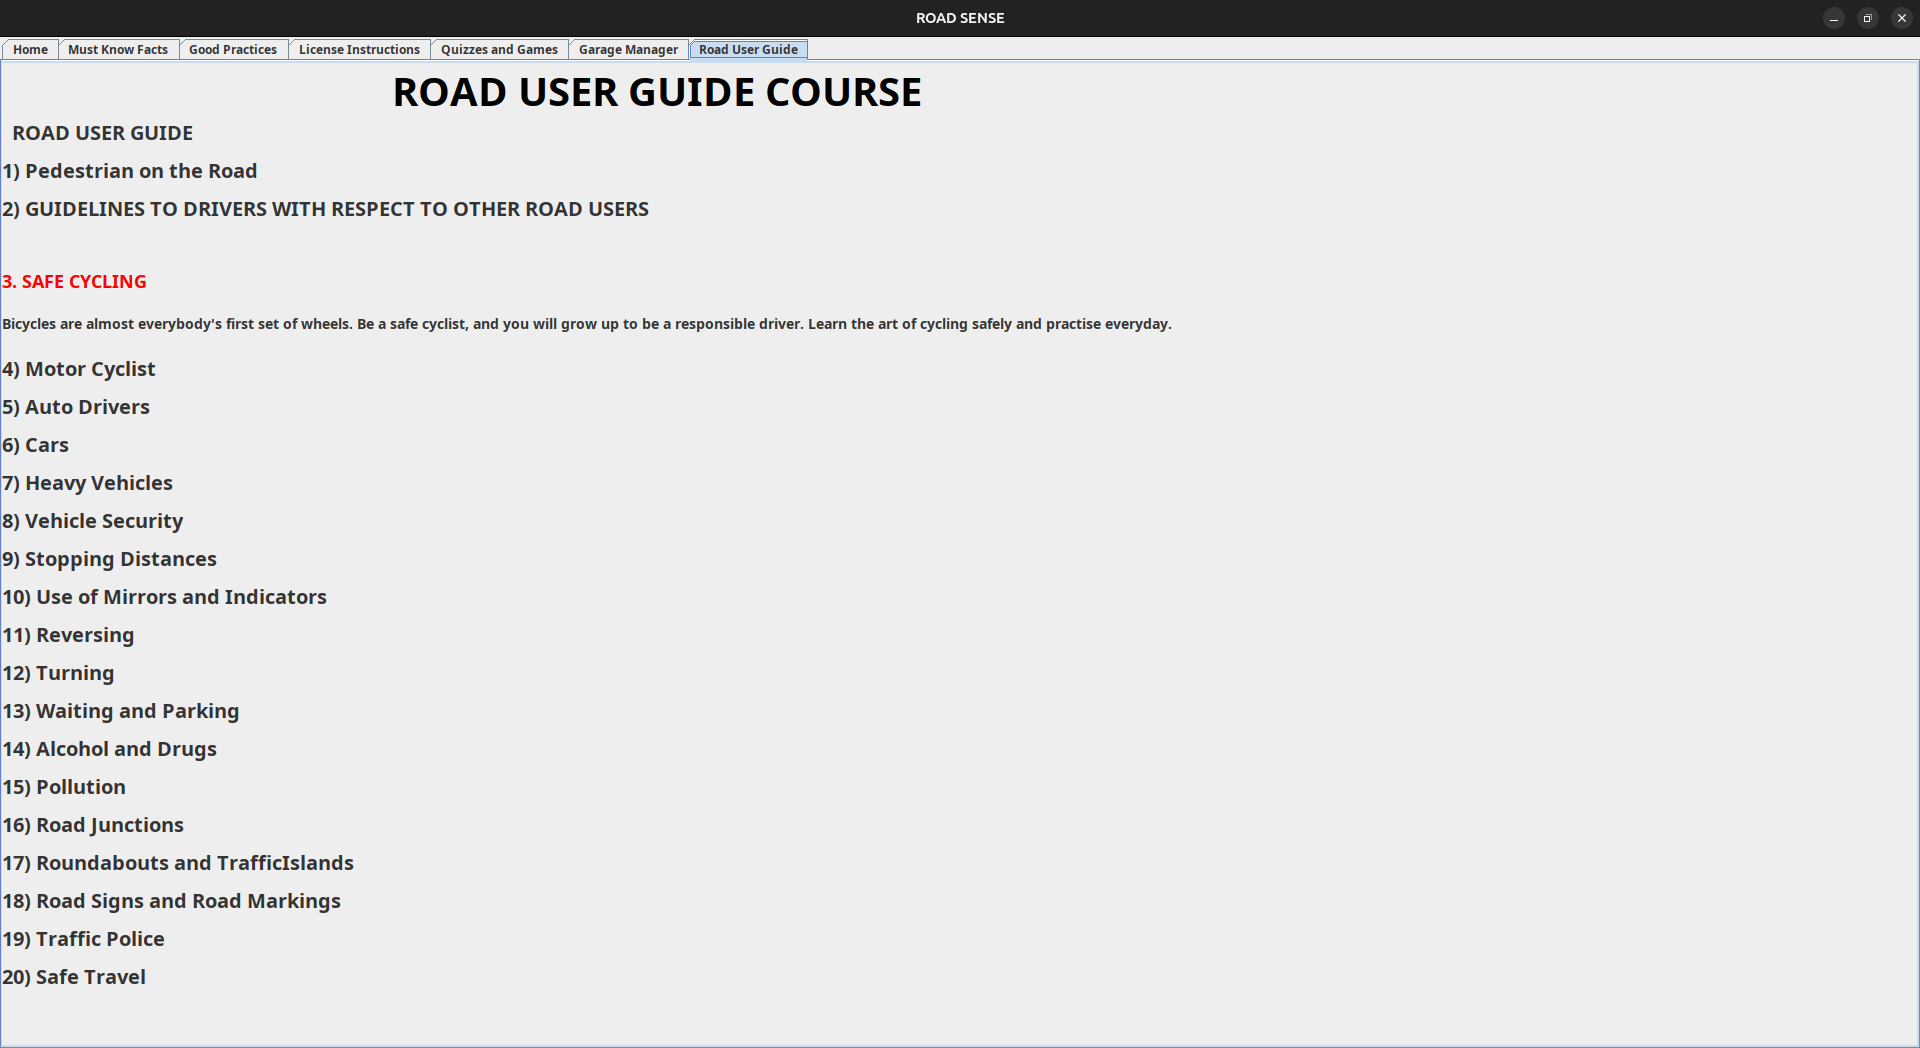 ROAD SENSE
Home Must Know Facts Good Practices License Instructions Quizzes and Games Garage Manager Road User Guide
ROAD USER GUIDE COURSE
ROAD USER GUIDE
1) Pedestrian on the Road
2) GUIDELINES TO DRIVERS WITH RESPECT TO OTHER ROAD USERS
3. SAFE CYCLING
Bicycles are almost everybody's first set of wheels. Be a safe cyclist, and you will grow up to be a responsible driver. Learn the art of cycling safely and practise everyday.
4) Motor Cyclist
5) Auto Drivers
6) Cars
7) Heavy Vehicles
8) Vehicle Security
9) Stopping Distances
10) Use of Mirrors and Indicators
11) Reversing
12) Turning
13) Waiting and Parking
14) Alcohol and Drugs
15) Pollution
16) Road Junctions
17) Roundabouts and TrafficIslands
18) Road Signs and Road Markings
19) Traffic Police
20) Safe Travel